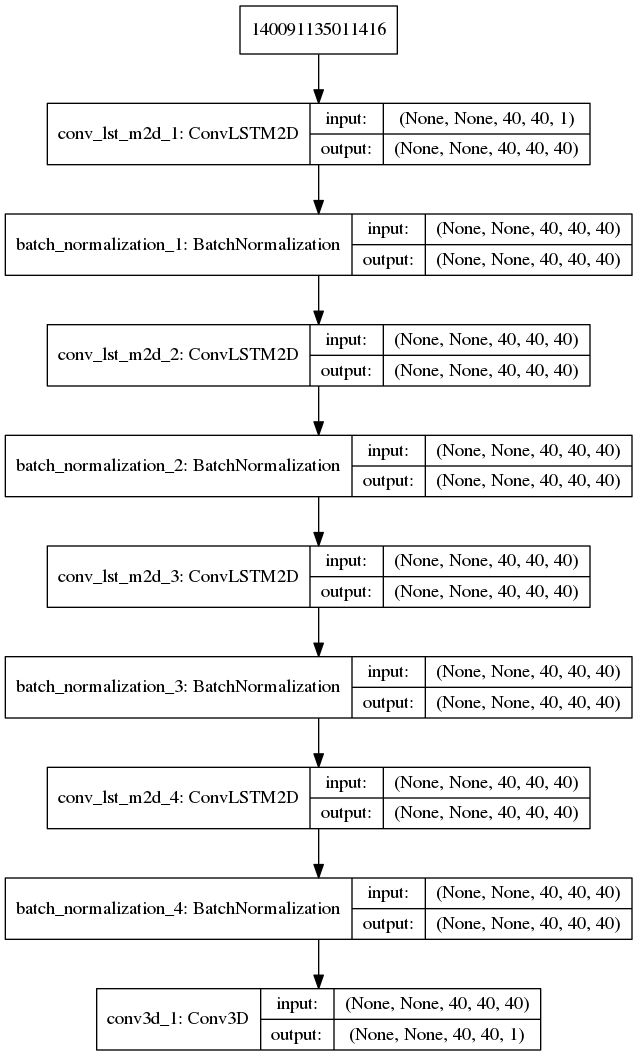 140091135011416
conv_lst_m2d_1: ConvLSTM2D
input: (None, None, 40, 40, 1)
output: (None, None, 40, 40, 40)
batch_normalization_1: BatchNormalization
input: (None, None, 40, 40, 40)
output: (None, None, 40, 40, 40)
conv_lst_m2d_2: ConvLSTM2D
input: (None, None, 40, 40, 40)
output: (None, None, 40, 40, 40)
batch_normalization_2: BatchNormalization
input: (None, None, 40, 40, 40)
output: (None, None, 40, 40, 40)
conv_lst_m2d_3: ConvLSTM2D
input: (None, None, 40, 40, 40)
output: (None, None, 40, 40, 40)
batch_normalization_3: BatchNormalization
input: (None, None, 40, 40, 40)
output: (None, None, 40, 40, 40)
conv_lst_m2d_4: ConvLSTM2D
input: (None, None, 40, 40, 40)
output: (None, None, 40, 40, 40)
batch_normalization_4: BatchNormalization
input: (None, None, 40, 40, 40)
output: (None, None, 40, 40, 40)
conv3d_1: Conv3D
input: (None, None, 40, 40, 40)
output: (None, None, 40, 40, 1)